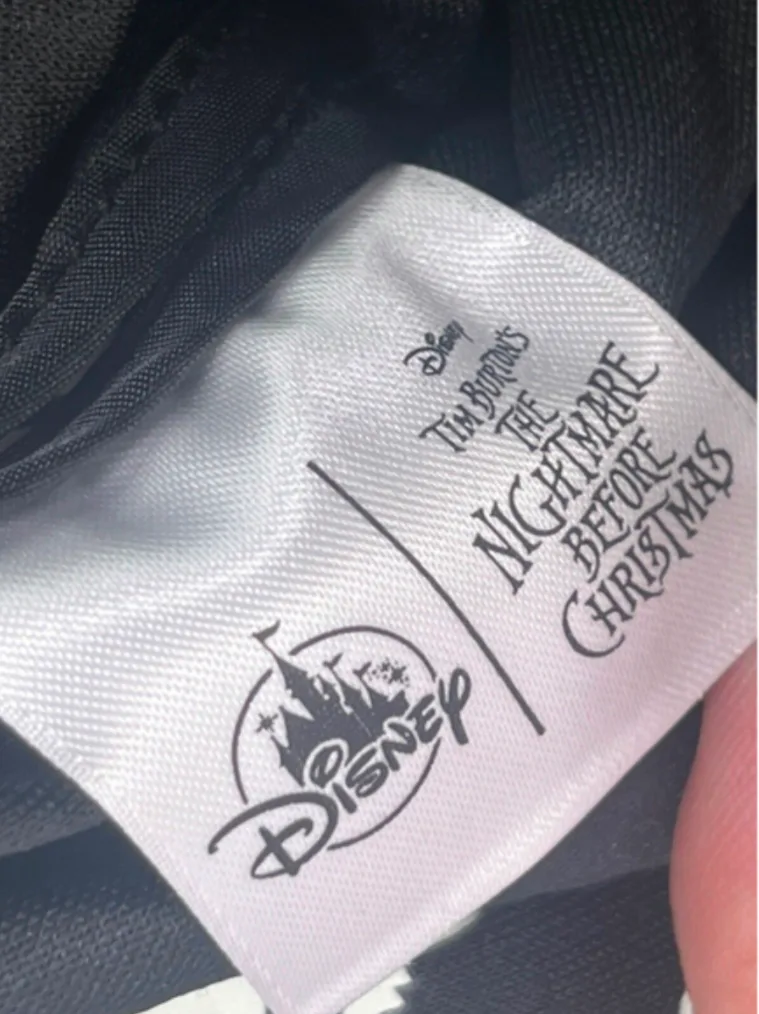 Disney
TIM BURTON'S
THE
NIGHTMARE
BEFORE
CHRISTMAS
DISNEY